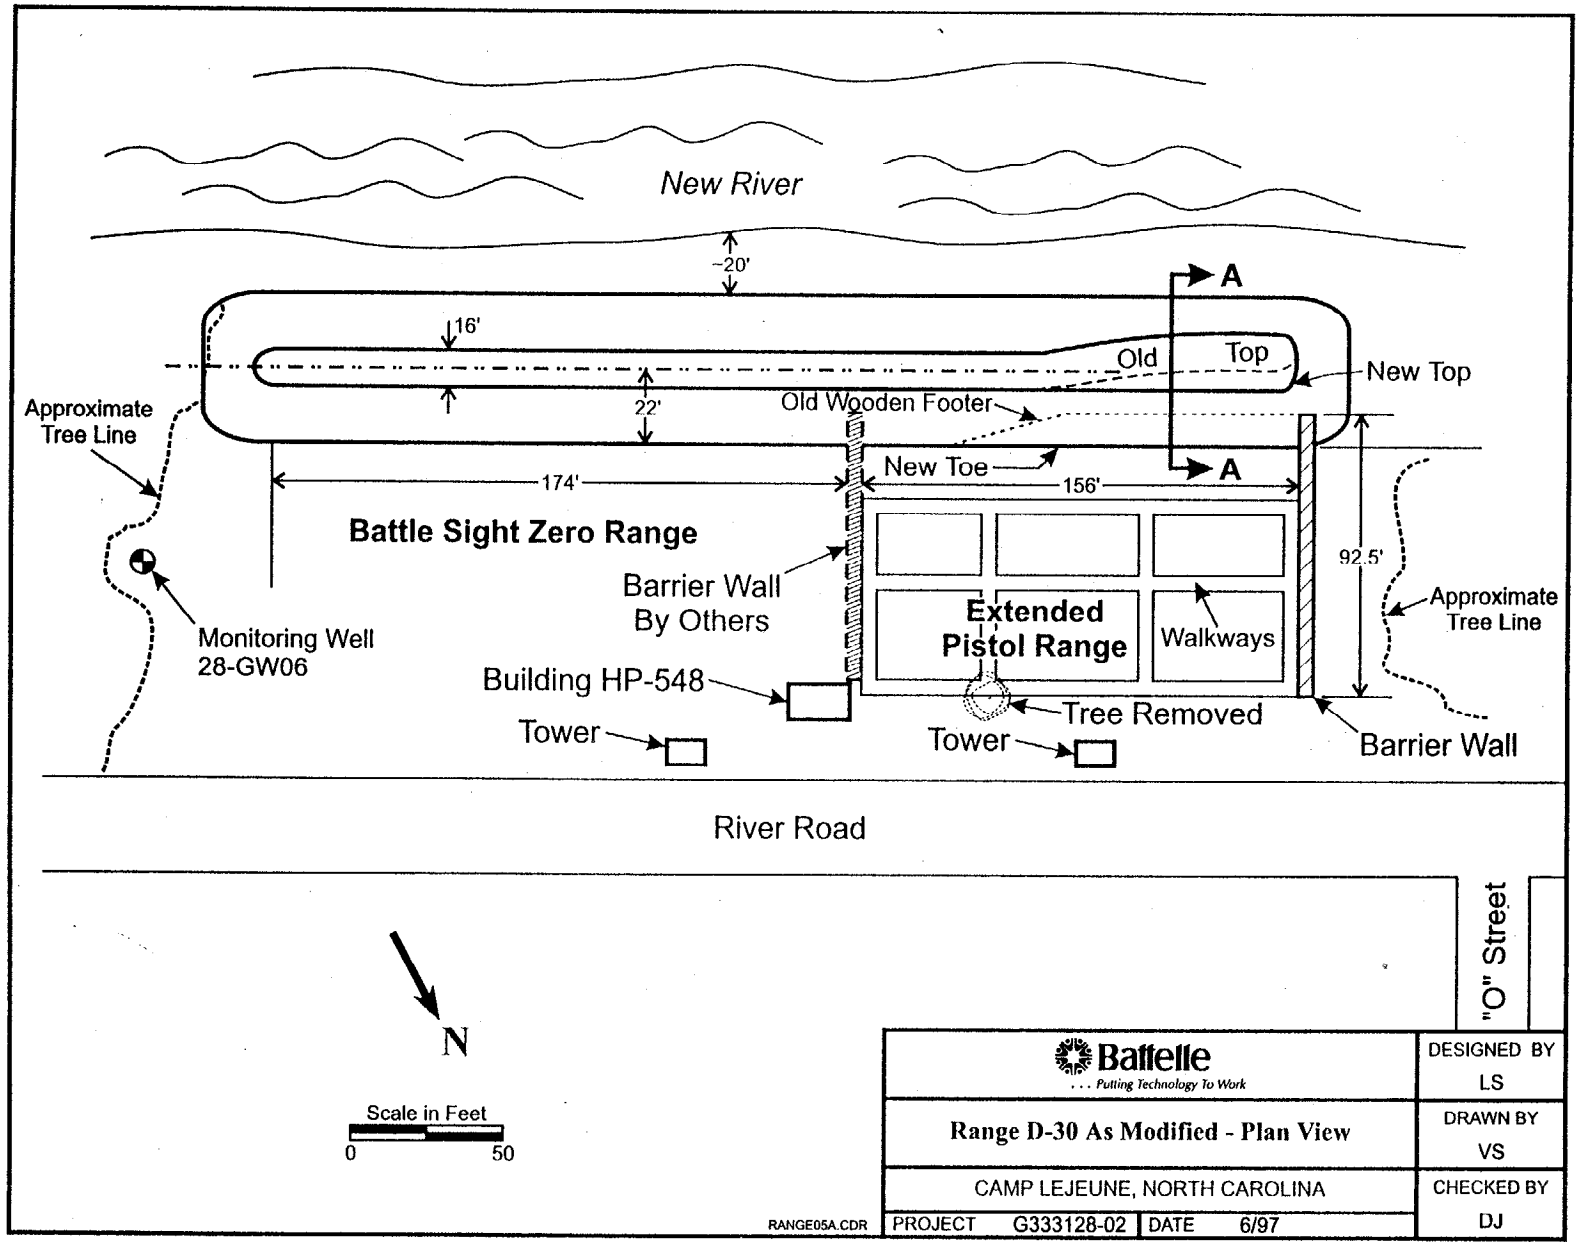 New River
~20'
A
16'
Old Top
New Top
Approximate
Tree Line
22'
Old Wooden Footer
New Toe
A
174'
156'
Battle Sight Zero Range
92.5'
Barrier Wall
By Others
Extended
Pistol Range
Walkways
Approximate
Tree Line
Monitoring Well
28-GW06
Building HP-548
Tree Removed
Tower
Tower
Barrier Wall
River Road
"O" Street
N
Scale in Feet
0 50
Battelle
. . . Putting Technology To Work
Range D-30 As Modified - Plan View
CAMP LEJEUNE, NORTH CAROLINA
RANGE05A.CDR
PROJECT G333128-02 DATE 6/97
DESIGNED BY
LS
DRAWN BY
VS
CHECKED BY
DJ